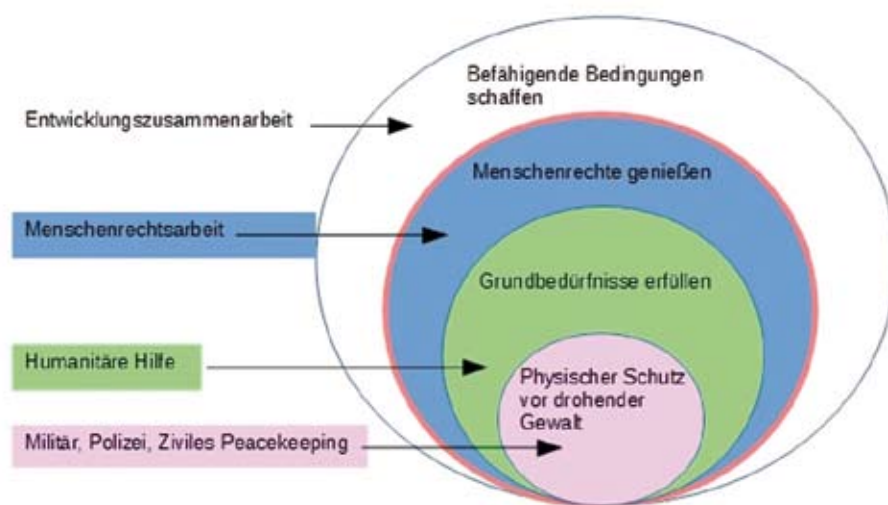 Befähigende Bedingungen
schaffen
Entwicklungszusammenarbeit
Menschenrechte genießen
Menschenrechtsarbeit
Grundbedürfnisse erfüllen
Humanitäre Hilfe
Physischer Schutz
vor drohender
Gewalt
Militär, Polizei, Ziviles Peacekeeping